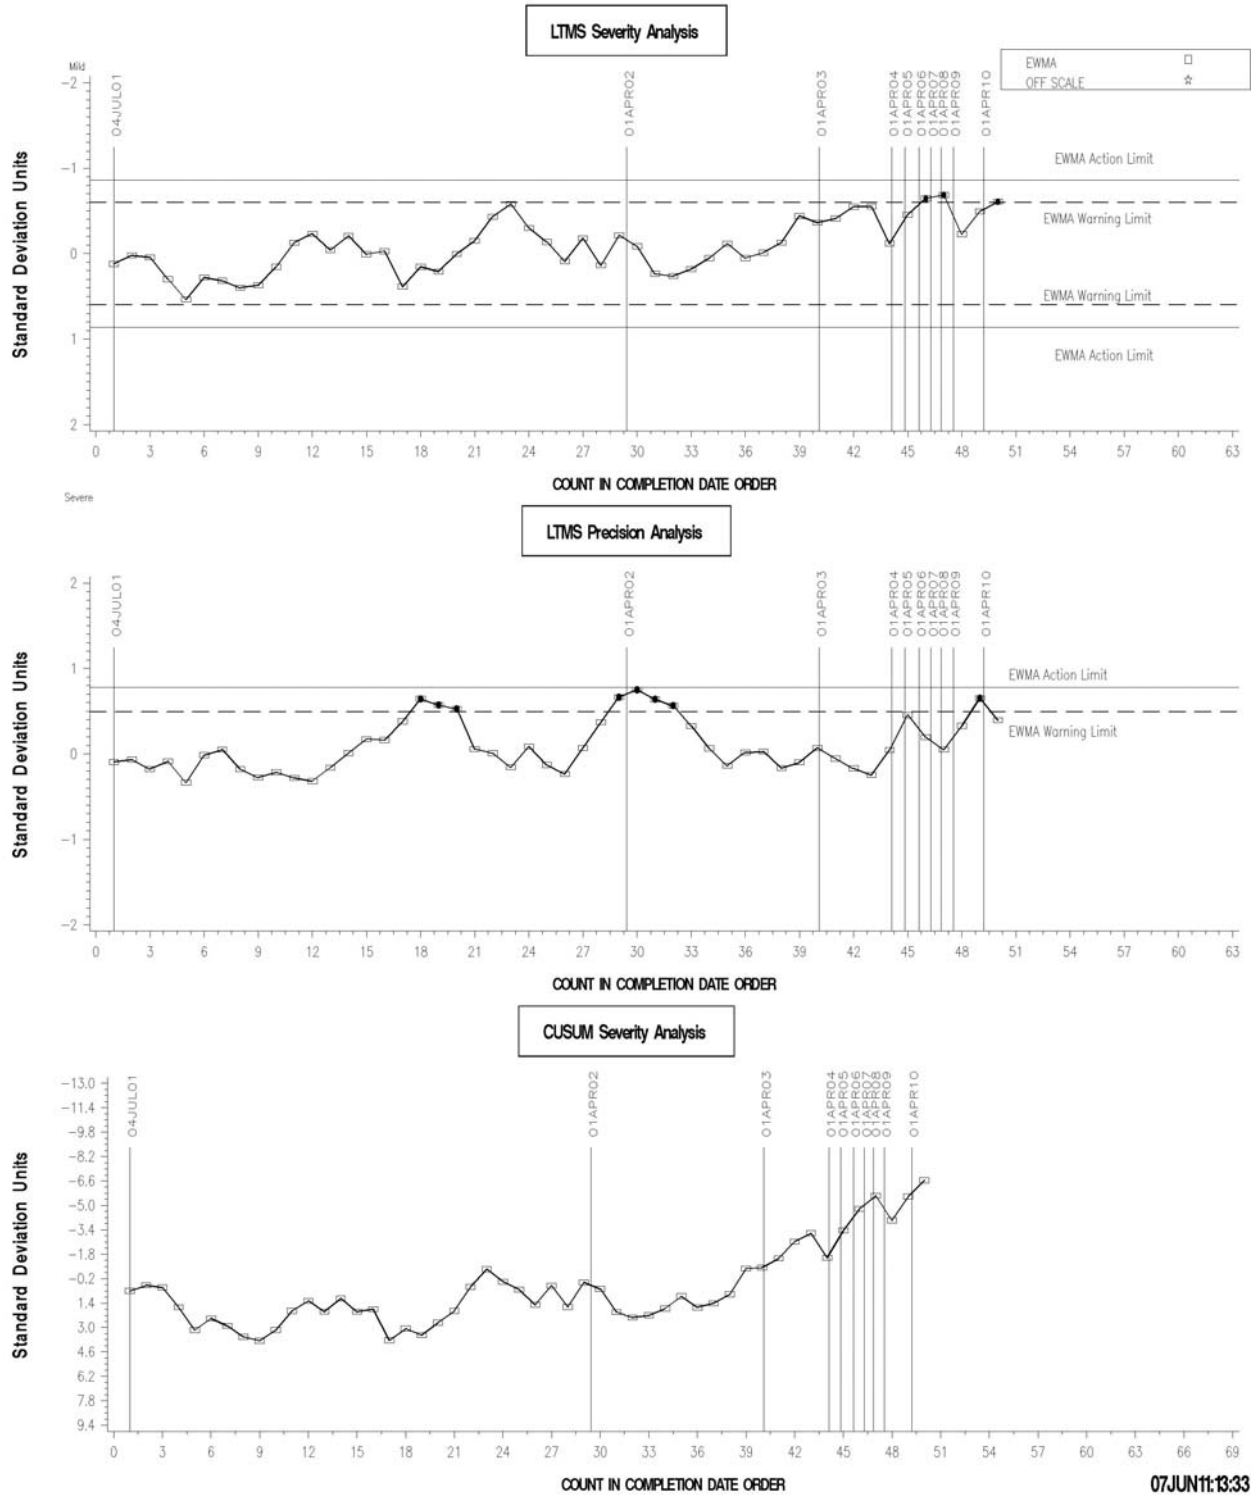 LTMS Severity Analysis
EWMA
OFF SCALE
Mild
Standard Deviation Units
-2
-1
0
1
2
04JUL01
01APR02
01APR03
01APR04
01APR05
01APR06
01APR07
01APR08
01APR09
01APR10
EWMA Action Limit
EWMA Warning Limit
EWMA Warning Limit
EWMA Action Limit
0 3 6 9 12 15 18 21 24 27 30 33 36 39 42 45 48 51 54 57 60 63
COUNT IN COMPLETION DATE ORDER
Severe
LTMS Precision Analysis
Standard Deviation Units
2
1
0
-1
-2
04JUL01
01APR02
01APR03
01APR04
01APR05
01APR06
01APR07
01APR08
01APR09
01APR10
EWMA Action Limit
EWMA Warning Limit
0 3 6 9 12 15 18 21 24 27 30 33 36 39 42 45 48 51 54 57 60 63
COUNT IN COMPLETION DATE ORDER
CUSUM Severity Analysis
Standard Deviation Units
-13.0
-11.4
-9.8
-8.2
-6.6
-5.0
-3.4
-1.8
-0.2
1.4
3.0
4.6
6.2
7.8
9.4
04JUL01
01APR02
01APR03
01APR04
01APR05
01APR06
01APR07
01APR08
01APR09
01APR10
0 3 6 9 12 15 18 21 24 27 30 33 36 39 42 45 48 51 54 57 60 63 66 69
COUNT IN COMPLETION DATE ORDER
07JUN11:13:33